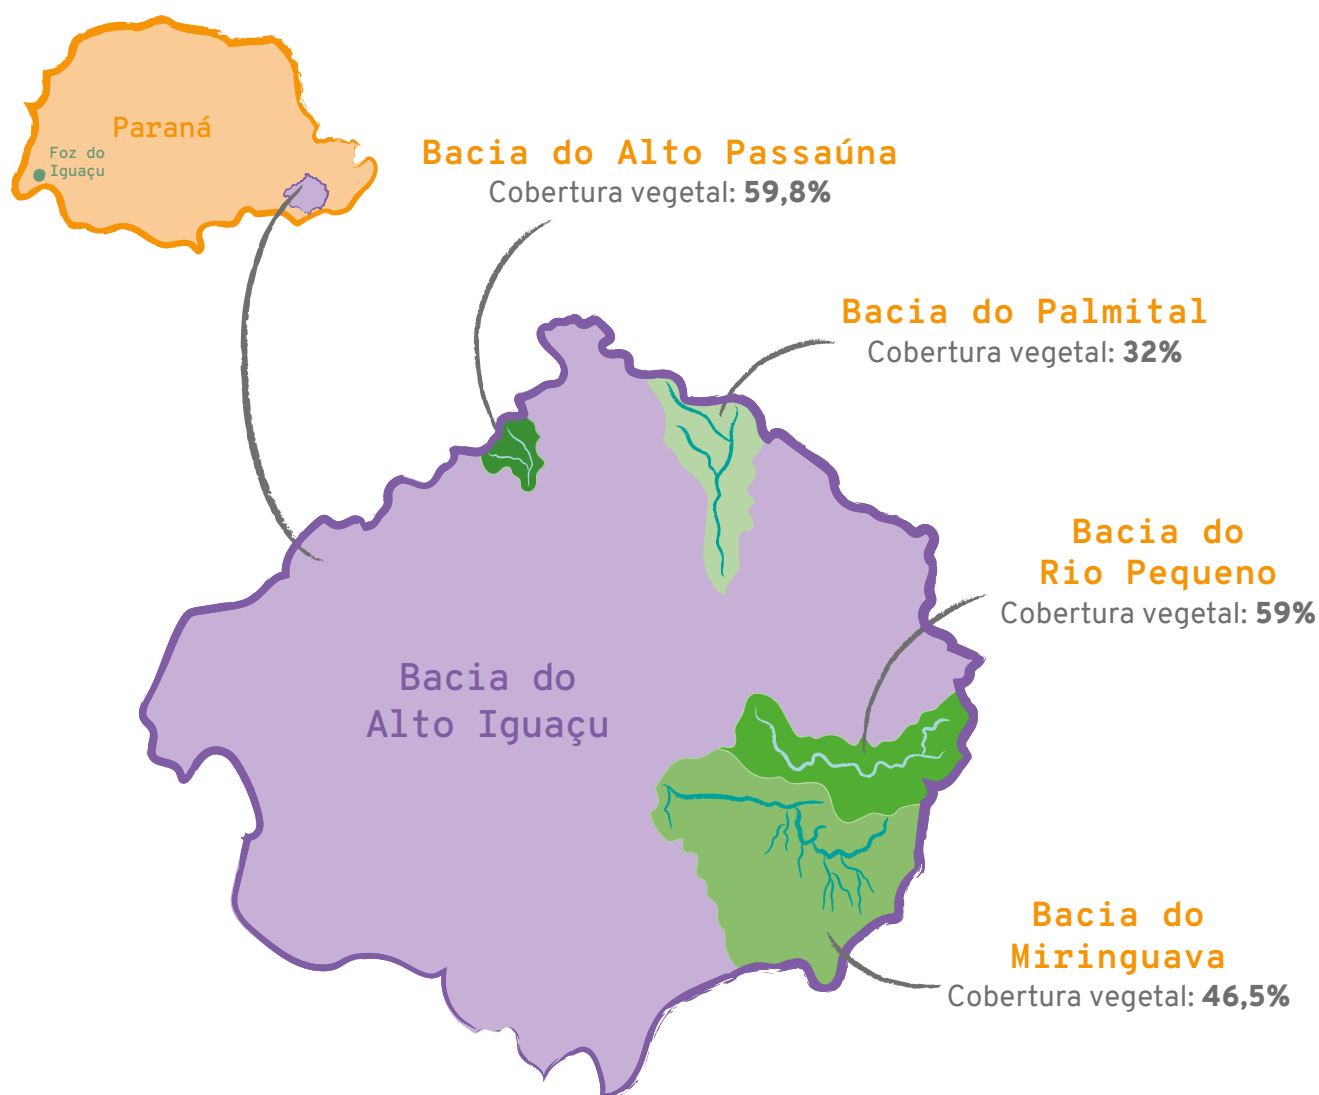 Paraná
Foz do
Iguaçu
Bacia do Alto Passaúna
Cobertura vegetal: 59,8%
Bacia do Palmital
Cobertura vegetal: 32%
Bacia do
Rio Pequeno
Cobertura vegetal: 59%
Bacia do
Alto Iguaçu
Bacia do
Miringuava
Cobertura vegetal: 46,5%